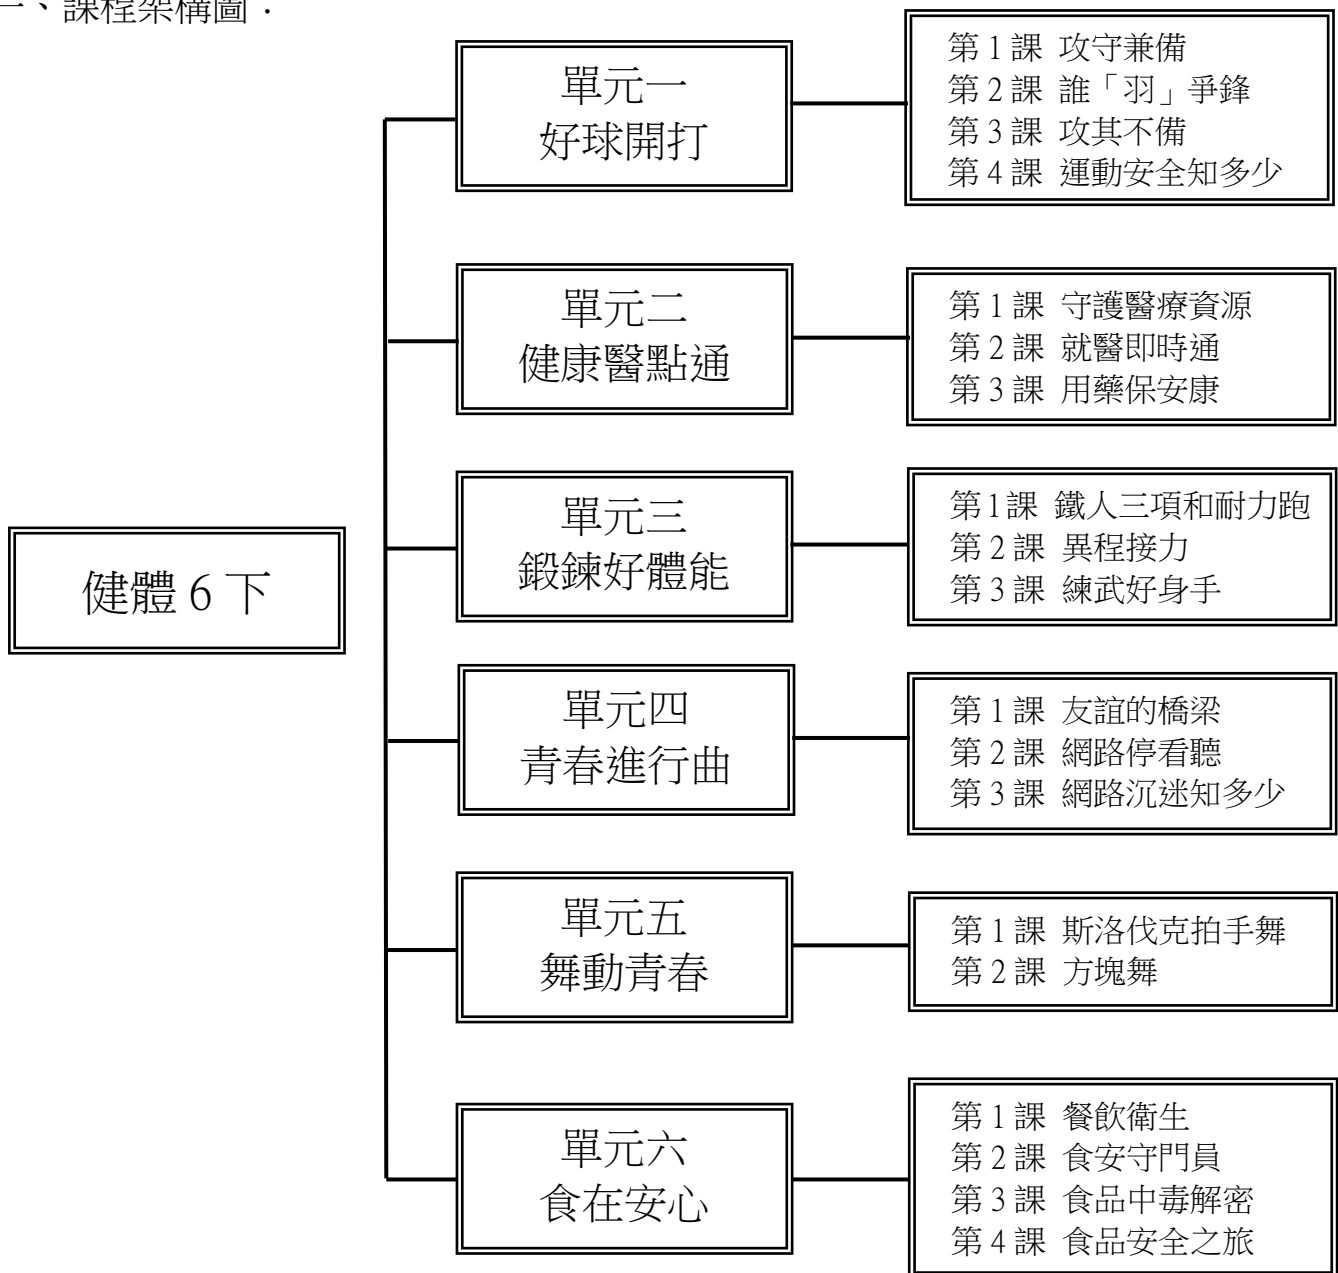 一、課程架構圖：
單元一
好球開打
第 1 課 攻守兼備
第 2 課 誰「羽」爭鋒
第 3 課 攻其不備
第 4 課 運動安全知多少
單元二
健康醫點通
第 1 課 守護醫療資源
第 2 課 就醫即時通
第 3 課 用藥保安康
健體 6 下
單元三
鍛鍊好體能
第 1 課 鐵人三項和耐力跑
第 2 課 異程接力
第 3 課 練武好身手
單元四
青春進行曲
第 1 課 友誼的橋梁
第 2 課 網路停看聽
第 3 課 網路沉迷知多少
單元五
舞動青春
第 1 課 斯洛伐克拍手舞
第 2 課 方塊舞
單元六
食在安心
第 1 課 餐飲衛生
第 2 課 食安守門員
第 3 課 食品中毒解密
第 4 課 食品安全之旅